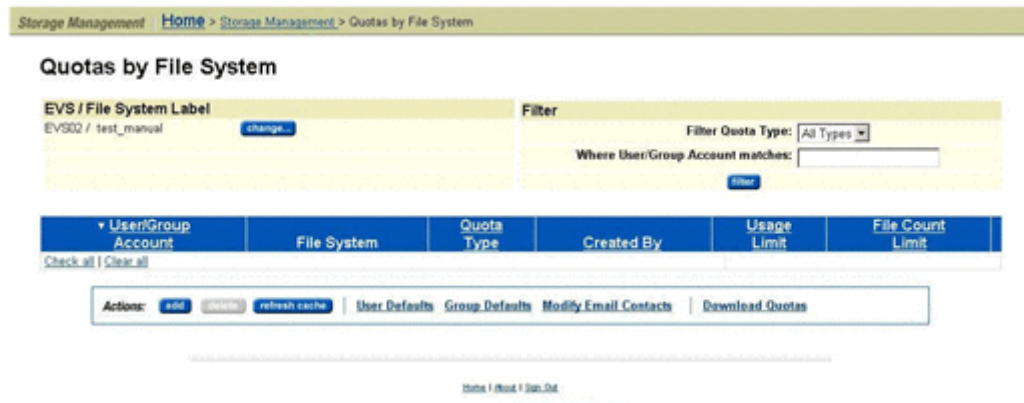 Storage Management Home > Storage Management > Quotas by File System
Quotas by File System
EVS / File System Label
EVS02 / test_manual change...
Filter
Filter Quota Type: All Types
Where User/Group Account matches:
filter
User/Group Account File System Quota Type Created By Usage Limit File Count Limit
Check all | Clear all
Actions: add delete refresh cache | User Defaults Group Defaults Modify Email Contacts | Download Quotas
Home | About | Sign Out